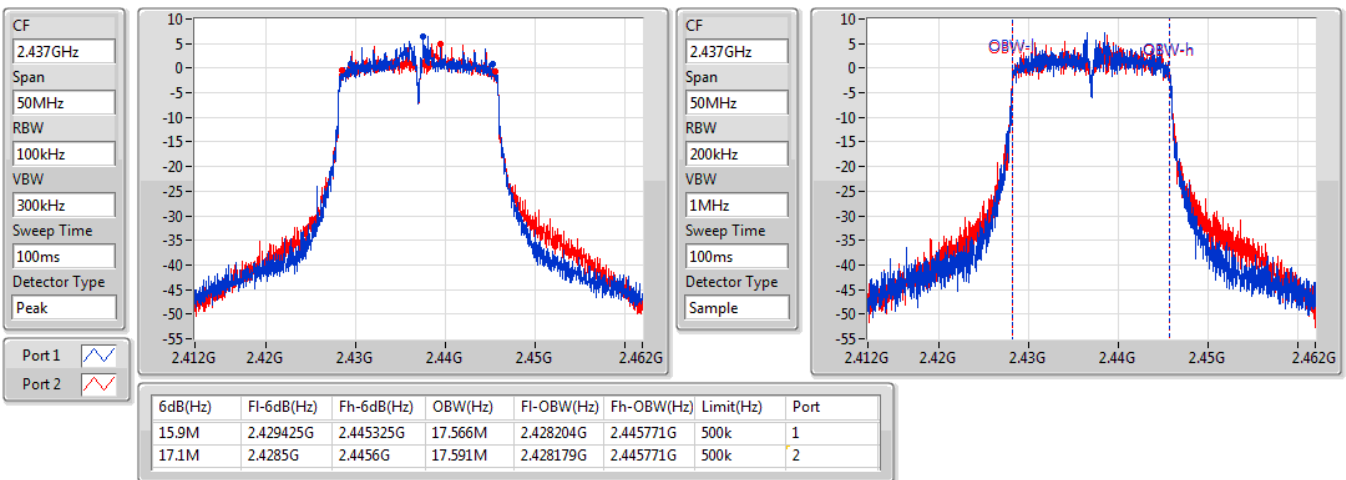 CF
2.437GHz
Span
50MHz
RBW
100kHz
VBW
300kHz
Sweep Time
100ms
Detector Type
Peak
Port 1
Port 2
10
5
0
-5
-10
-15
-20
-25
-30
-35
-40
-45
-50
-55
2.412G 2.42G 2.43G 2.44G 2.45G 2.462G
CF
2.437GHz
Span
50MHz
RBW
200kHz
VBW
1MHz
Sweep Time
100ms
Detector Type
Sample
10
5
0
-5
-10
-15
-20
-25
-30
-35
-40
-45
-50
-55
OBW-l OBW-h
2.412G 2.42G 2.43G 2.44G 2.45G 2.462G
6dB(Hz) Fl-6dB(Hz) Fh-6dB(Hz) OBW(Hz) Fl-OBW(Hz) Fh-OBW(Hz) Limit(Hz) Port
15.9M 2.429425G 2.445325G 17.566M 2.428204G 2.445771G 500k 1
17.1M 2.4285G 2.4456G 17.591M 2.428179G 2.445771G 500k 2